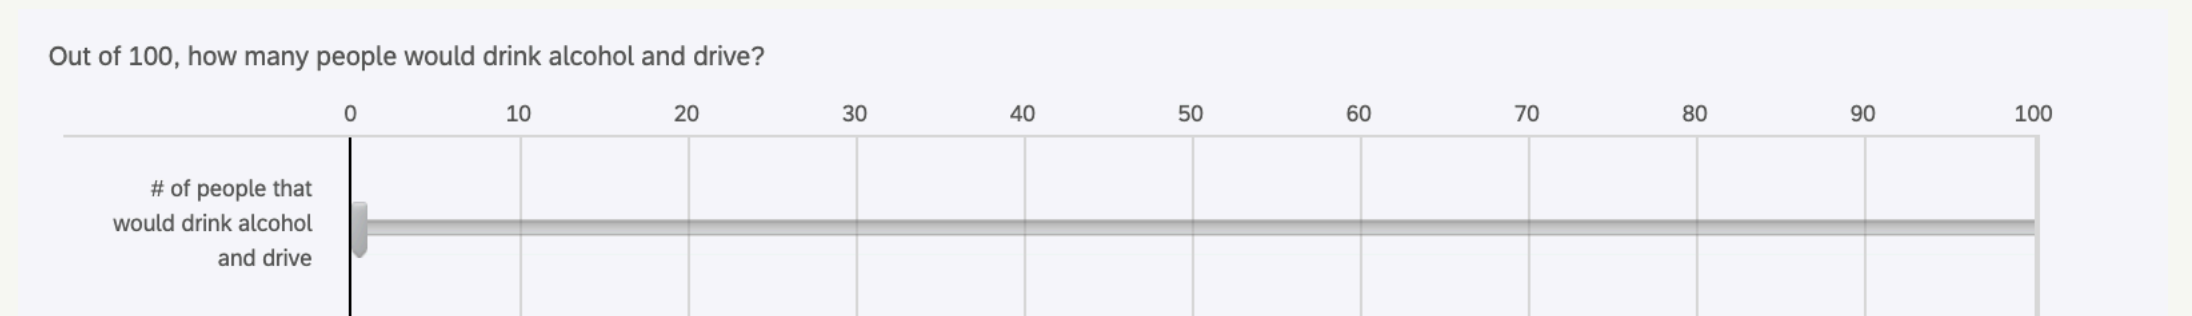 Out of 100, how many people would drink alcohol and drive?
0 10 20 30 40 50 60 70 80 90 100
# of people that
would drink alcohol
and drive